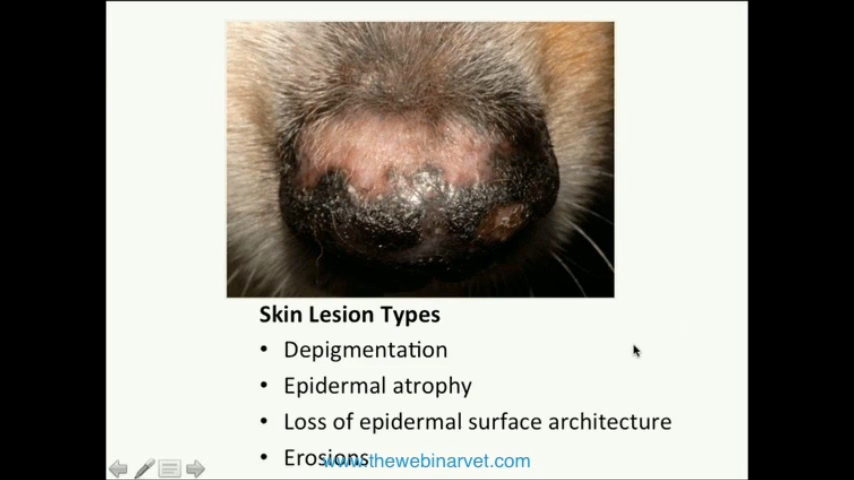 Skin Lesion Types
• Depigmentation
• Epidermal atrophy
• Loss of epidermal surface architecture
• Erosions
www.thewebinarvet.com